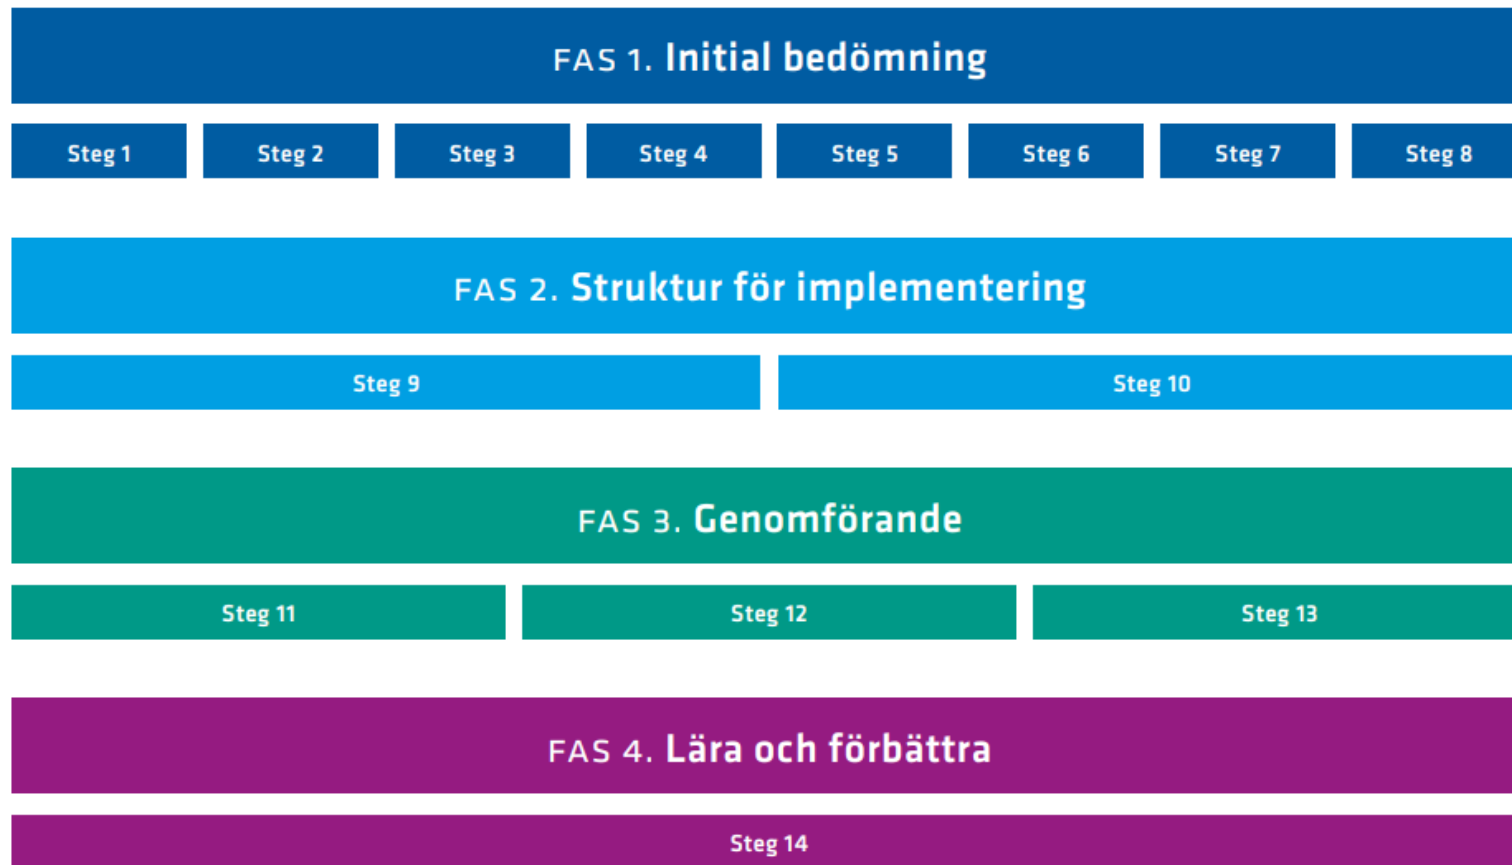 FAS 1. Initial bedömning
Steg 1 Steg 2 Steg 3 Steg 4 Steg 5 Steg 6 Steg 7 Steg 8
FAS 2. Struktur för implementering
Steg 9 Steg 10
FAS 3. Genomförande
Steg 11 Steg 12 Steg 13
FAS 4. Lära och förbättra
Steg 14